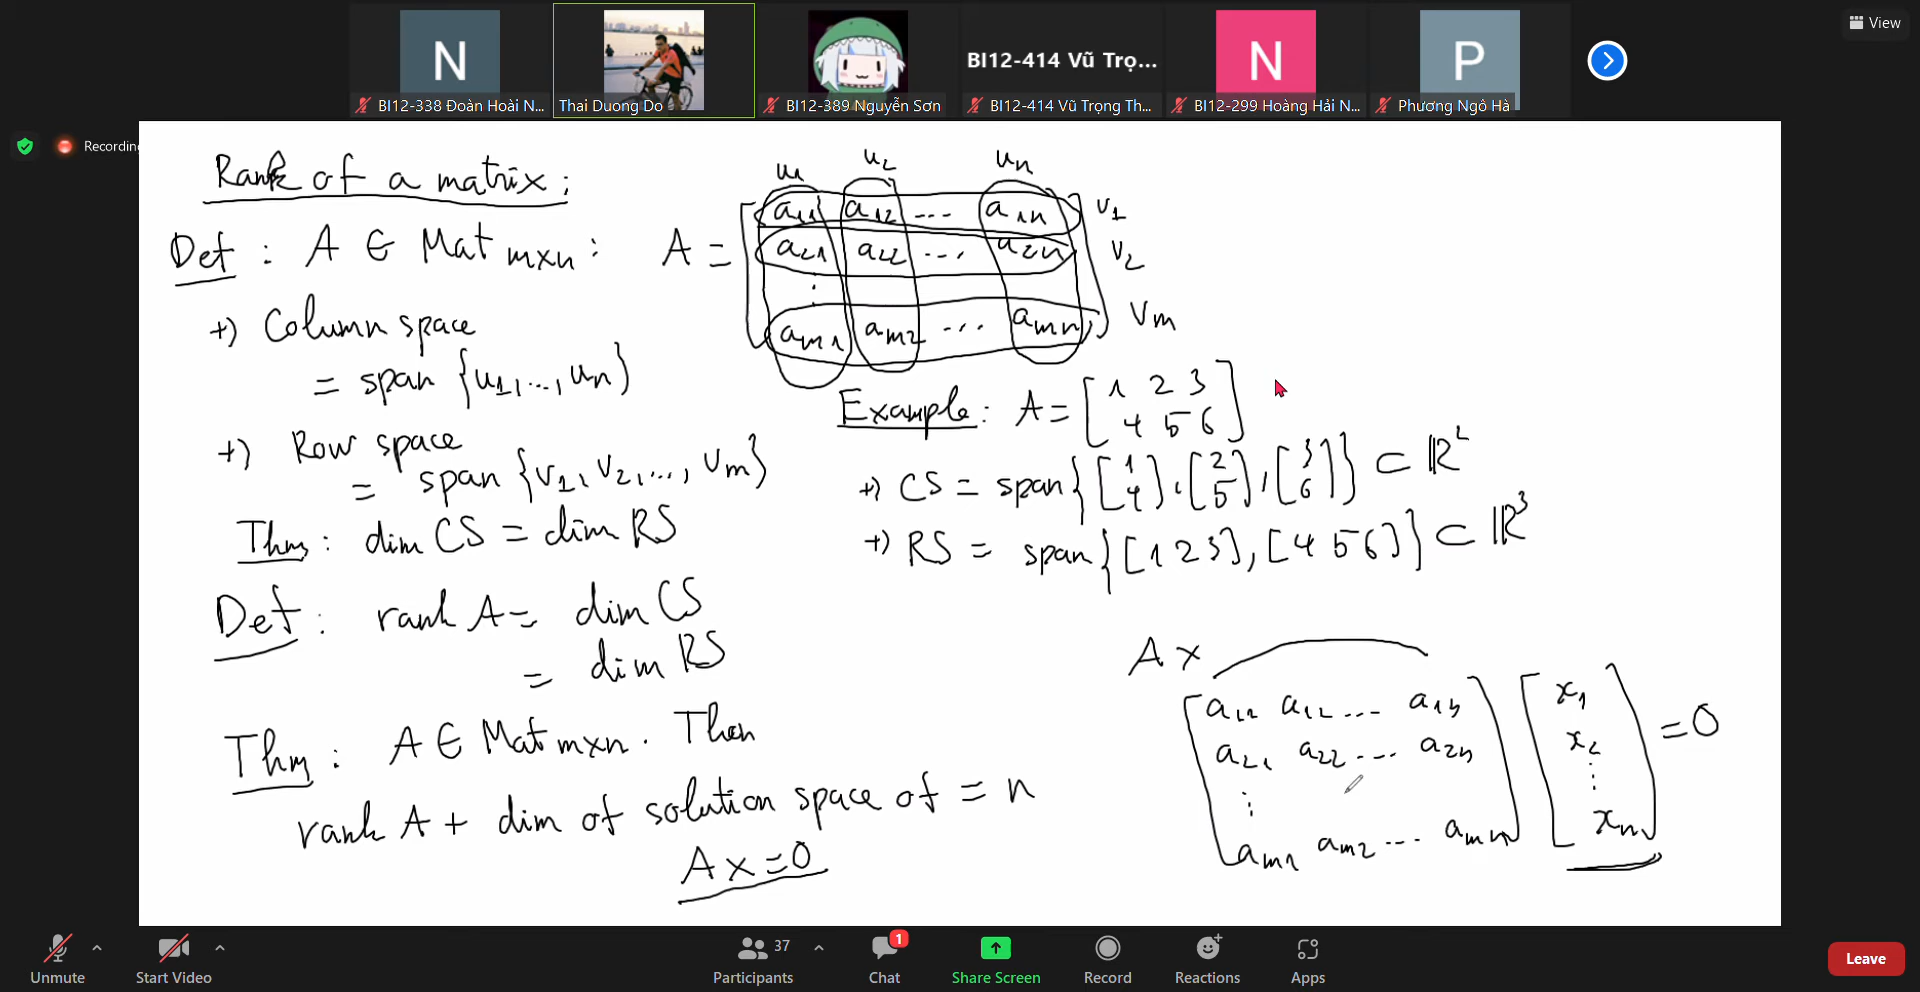 View
N
BI12-338 Đoàn Hoài N...
Thai Duong Do
BI12-389 Nguyễn Sơn
BI12-414 Vũ Trọ...
BI12-414 Vũ Trọng Th...
N
BI12-299 Hoàng Hải N...
P
Phương Ngô Hà
Recording
Rank of a matrix:
Def: A ∈ Mat m×n:
A = [a11 a12 ... a1n
a21 a22 ... a2n
⋮
am1 am2 ... amn]
u1 u2 un
v1
v2
vm
+) Column space
= span {u1, ..., un}
+) Row space
= span {v1, v2, ..., vm}
Thm: dim CS = dim RS
Def: rank A = dim CS
= dim RS
Thm: A ∈ Mat m×n. Then
rank A + dim of solution space of = n
Ax = 0
Example: A = [1 2 3
4 5 6]
+) CS = span{[1 4], [2 5], [3 6]} ⊂ ℝ²
+) RS = span{[1 2 3], [4 5 6]} ⊂ ℝ³
Ax
[a11 a12 ... a1n
a21 a22 ... a2n
⋮
am1 am2 ... amn] [x1
x2
⋮
xn] = 0
Unmute
Start Video
Participants 37
Chat 1
Share Screen
Record
Reactions
Apps
Leave